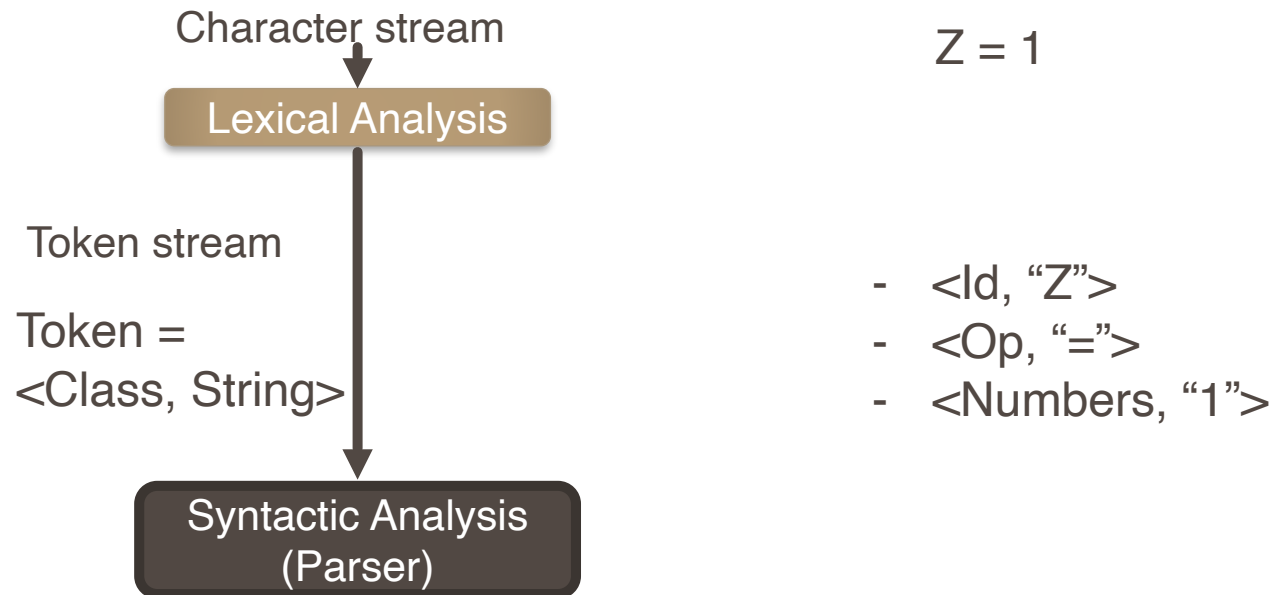 Character stream
Z = 1
Lexical Analysis
Token stream
Token =
<Class, String>
- <Id, “Z”>
- <Op, “=”>
- <Numbers, “1”>
Syntactic Analysis
(Parser)